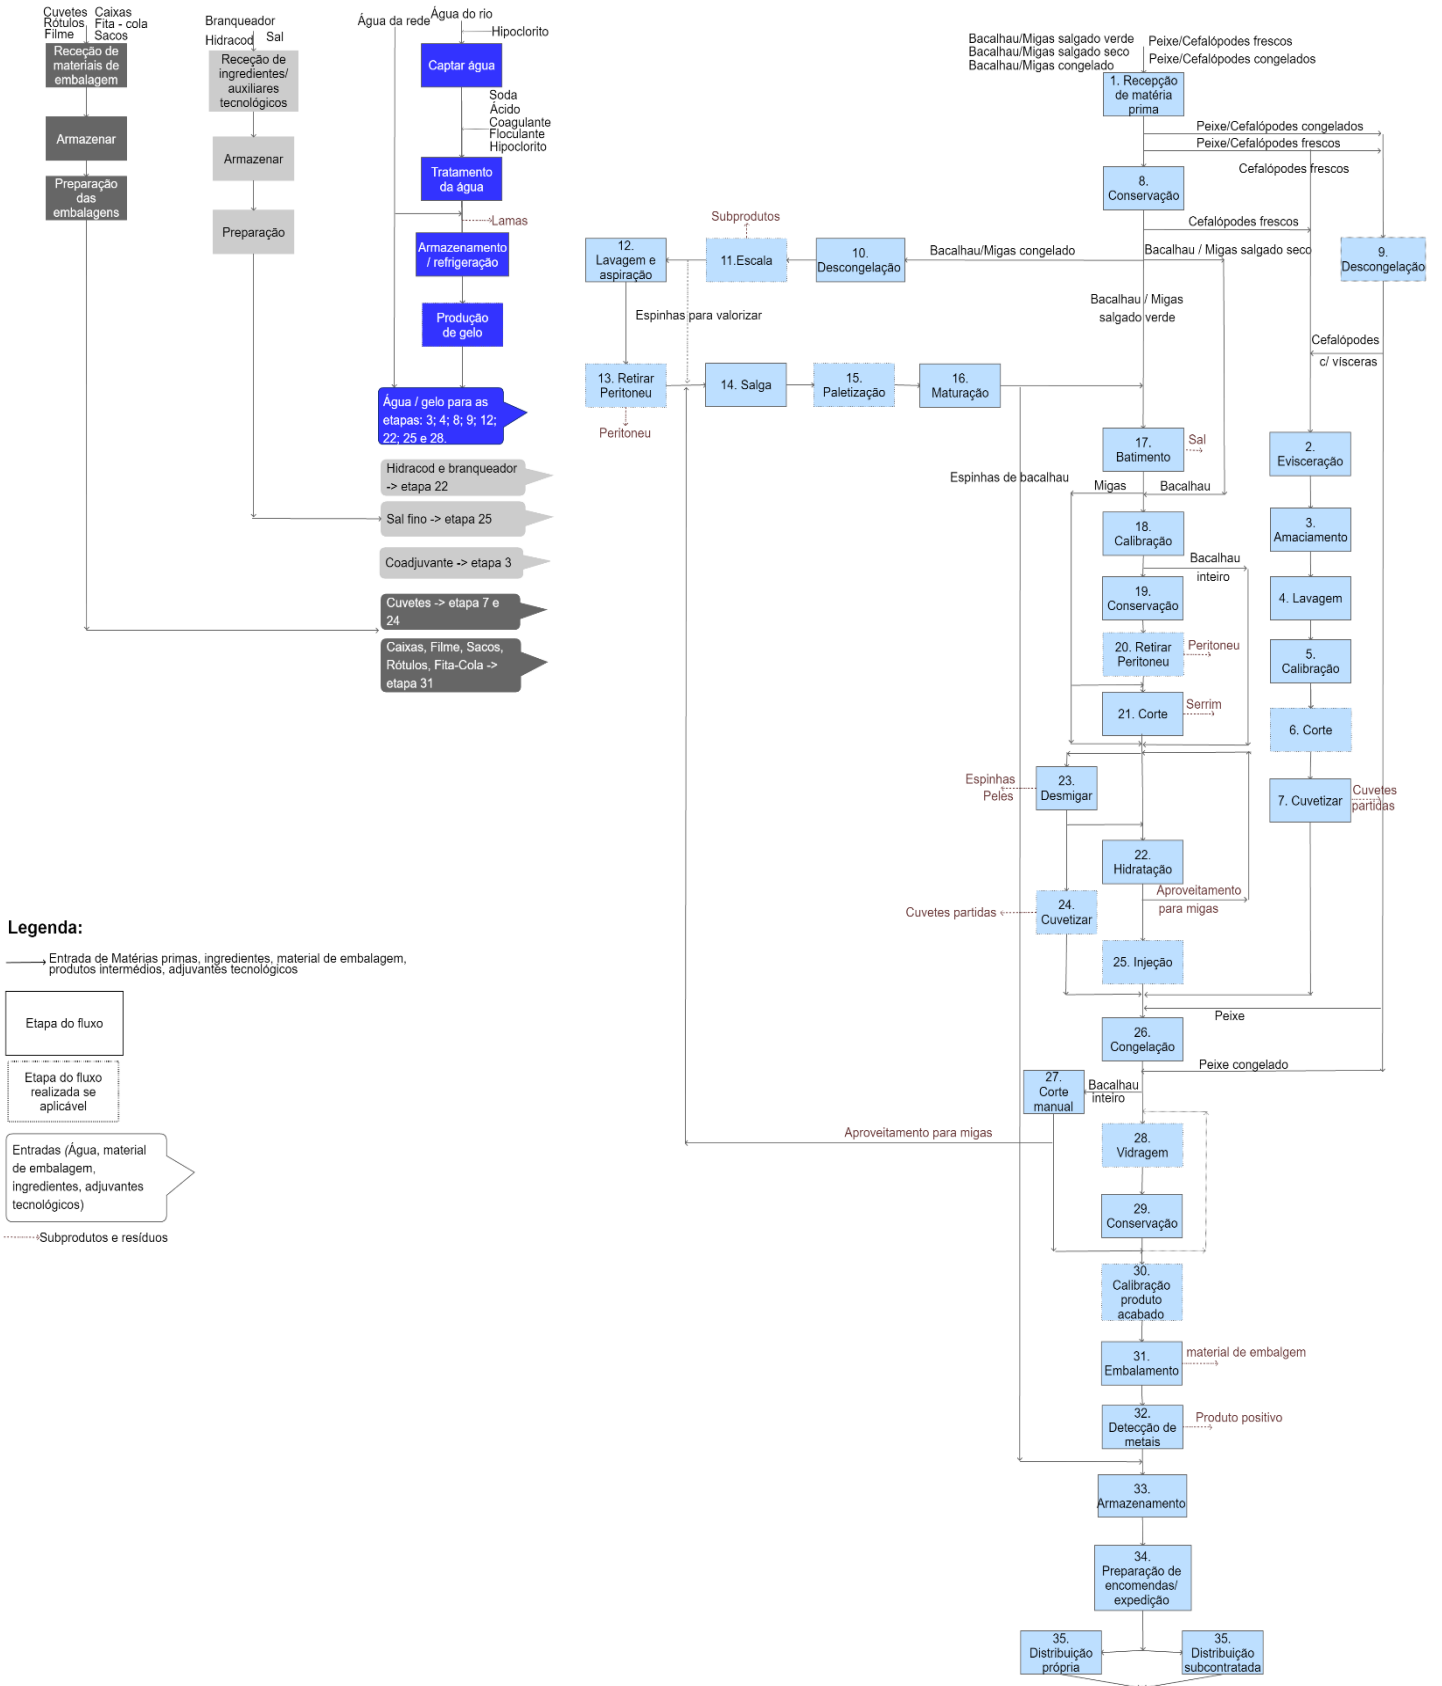 Cuvetes
Rótulos
Filme
Caixas
Fita - cola
Sacos
Receção de
materiais de
embalagem
Armazenar
Preparação
das
embalagens
Branqueador
Hidracod
Sal
Receção de
ingredientes/
auxiliares
tecnológicos
Armazenar
Preparação
Água da rede
Água do rio
Hipoclorito
Captar água
Soda
Ácido
Coagulante
Floculante
Hipoclorito
Tratamento
da água
Lamas
Armazenamento
/ refrigeração
Produção
de gelo
Água / gelo para as
etapas: 3; 4; 8; 9; 12;
22; 25 e 28.
Hidracod e branqueador
-> etapa 22
Sal fino -> etapa 25
Coadjuvante -> etapa 3
Cuvetes -> etapa 7 e
24
Caixas, Filme, Sacos,
Rótulos, Fita-Cola ->
etapa 31
Bacalhau/Migas salgado verde
Bacalhau/Migas salgado seco
Bacalhau/Migas congelado
Peixe/Cefalópodes frescos
Peixe/Cefalópodes congelados
1. Recepção
de matéria
prima
Peixe/Cefalópodes congelados
Peixe/Cefalópodes frescos
Cefalópodes frescos
8.
Conservação
Cefalópodes frescos
Subprodutos
12.
Lavagem e
aspiração
11.Escala
10.
Descongelação
Bacalhau/Migas congelado
Bacalhau / Migas salgado seco
9.
Descongelação
Bacalhau / Migas
salgado verde
Espinhas para valorizar
Cefalópodes
c/ vísceras
13. Retirar
Peritoneu
14. Salga
15.
Paletização
16.
Maturação
Peritoneu
17.
Batimento
Sal
2.
Evisceração
Espinhas de bacalhau
Migas
Bacalhau
18.
Calibração
3.
Amaciamento
Bacalhau
inteiro
19.
Conservação
4. Lavagem
20. Retirar
Peritoneu
Peritoneu
5.
Calibração
21. Corte
Serrim
6. Corte
Espinhas
Peles
23.
Desmigar
7. Cuvetizar
Cuvetes
partidas
22.
Hidratação
Aproveitamento
para migas
Cuvetes partidas
24.
Cuvetizar
25. Injeção
Peixe
26.
Congelação
Peixe congelado
27.
Corte
manual
Bacalhau
inteiro
Aproveitamento para migas
28.
Vidragem
29.
Conservação
30.
Calibração
produto
acabado
31.
Embalamento
material de embalgem
32.
Detecção de
metais
Produto positivo
33.
Armazenamento
34.
Preparação de
encomendas/
expedição
35.
Distribuição
própria
35.
Distribuição
subcontratada
Legenda:
Entrada de Matérias primas, ingredientes, material de embalagem,
produtos intermédios, adjuvantes tecnológicos
Etapa do fluxo
Etapa do fluxo
realizada se
aplicável
Entradas (Água, material
de embalagem,
ingredientes, adjuvantes
tecnológicos)
Subprodutos e resíduos